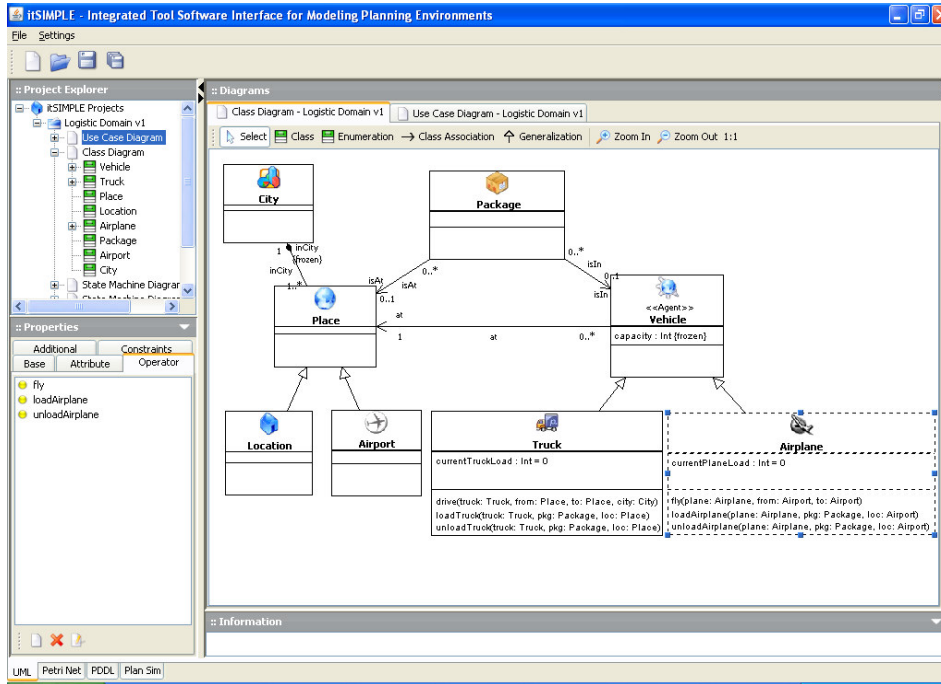 itSIMPLE - Integrated Tool Software Interface for Modeling Planning Environments
File Settings
:: Project Explorer
itSIMPLE Projects
Logistic Domain v1
Use Case Diagram
Class Diagram
Vehicle
Truck
Place
Location
Airplane
Package
Airport
City
State Machine Diagrar
State Machine Diagrar
:: Properties
Additional Constraints
Base Attribute Operator
fly
loadAirplane
unloadAirplane
:: Diagrams
Class Diagram - Logistic Domain v1 Use Case Diagram - Logistic Domain v1
Select Class Enumeration Class Association Generalization Zoom In Zoom Out 1:1
City
Package
1 inCity
{frozen}
inCity
1..*
0..*
isAt
isAt
0..1
0..*
isIn
0..1
isIn
Place
at
1 at 0..*
<<Agent>>
Vehicle
capacity : Int {frozen}
Location
Airport
Truck
currentTruckLoad : Int = 0
drive(truck: Truck, from: Place, to: Place, city: City)
loadTruck(truck: Truck, pkg: Package, loc: Place)
unloadTruck(truck: Truck, pkg: Package, loc: Place)
Airplane
currentPlaneLoad : Int = 0
fly(plane: Airplane, from: Airport, to: Airport)
loadAirplane(plane: Airplane, pkg: Package, loc: Airport)
unloadAirplane(plane: Airplane, pkg: Package, loc: Airport)
:: Information
UML Petri Net PDDL Plan Sim